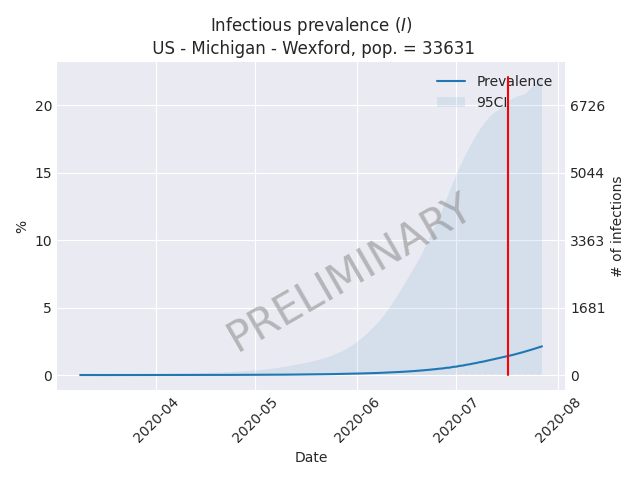 Infectious prevalence (I)
US - Michigan - Wexford, pop. = 33631
Prevalence
95CI
20
15
10
5
0
%
6726
5044
3363
1681
0
# of infections
PRELIMINARY
2020-04
2020-05
2020-06
2020-07
2020-08
Date